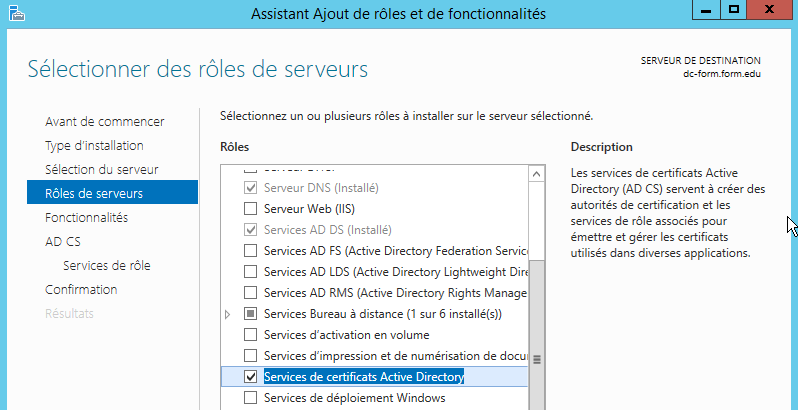 Assistant Ajout de rôles et de fonctionnalités
Sélectionner des rôles de serveurs
SERVEUR DE DESTINATION
dc-form.form.edu
Avant de commencer
Type d'installation
Sélection du serveur
Rôles de serveurs
Fonctionnalités
AD CS
Services de rôle
Confirmation
Résultats
Sélectionnez un ou plusieurs rôles à installer sur le serveur sélectionné.
Rôles
Serveur DNS (Installé)
Serveur Web (IIS)
Services AD DS (Installé)
Services AD FS (Active Directory Federation Servic
Services AD LDS (Active Directory Lightweight Dire
Services AD RMS (Active Directory Rights Manage
Services Bureau à distance (1 sur 6 installé(s))
Services d'activation en volume
Services d'impression et de numérisation de docu
Services de certificats Active Directory
Services de déploiement Windows
Description
Les services de certificats Active
Directory (AD CS) servent à créer des
autorités de certification et les
services de rôle associés pour
émettre et gérer les certificats
utilisés dans diverses applications.